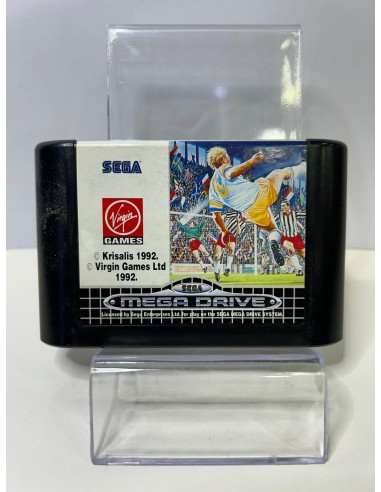 SEGA
Virgin
GAMES
© Krisalis 1992.
© Virgin Games Ltd
1992.
SEGA
MEGA DRIVE
Licensed by Sega Enterprises Ltd. for play on the SEGA MEGA DRIVE SYSTEM.